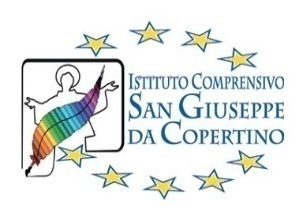 ISTITUTO COMPRENSIVO
SAN GIUSEPPE
DA COPERTINO